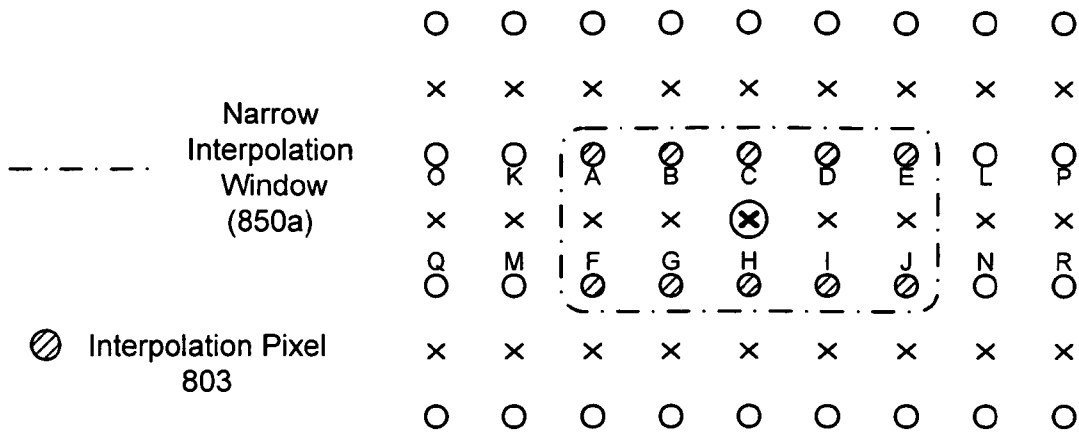 Narrow
Interpolation
Window
(850a)
O K A B C D E L P
Q M F G H I J N R
Interpolation Pixel
803